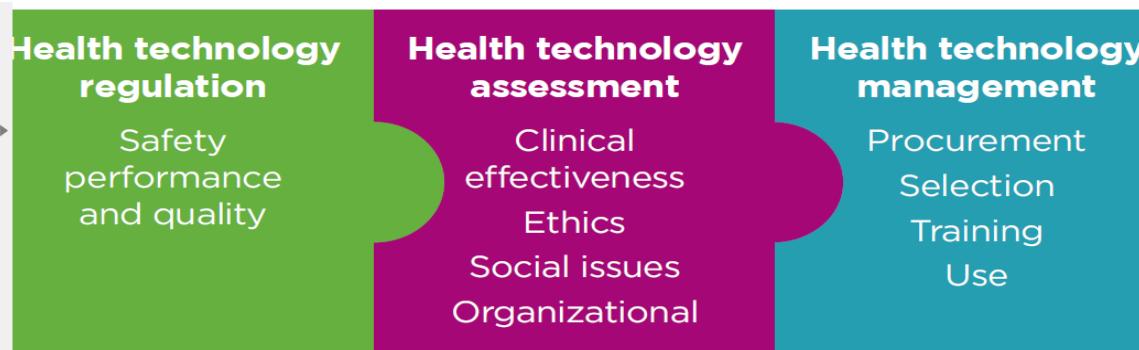 Health technology
regulation
Safety
performance
and quality
Health technology
assessment
Clinical
effectiveness
Ethics
Social issues
Organizational
Health technology
management
Procurement
Selection
Training
Use